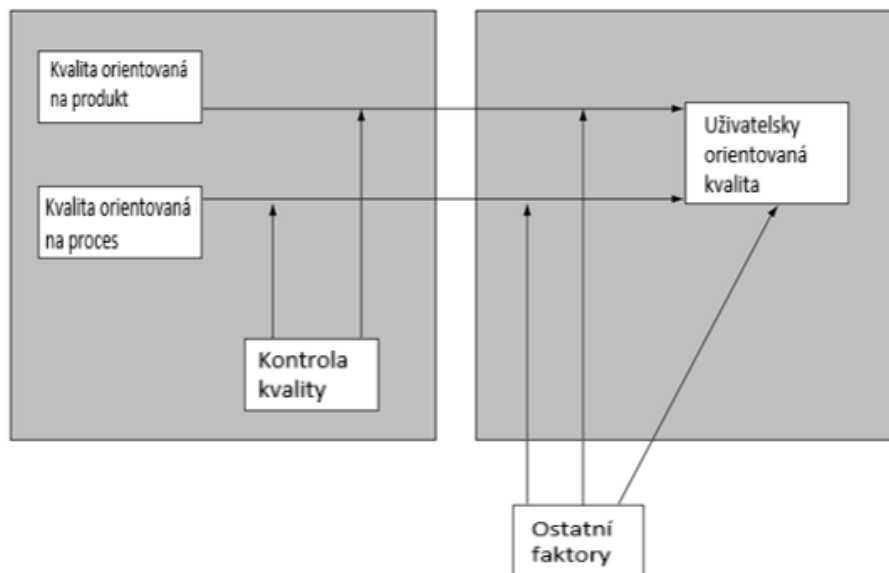 Kvalita orientovaná
na produkt
Kvalita orientovaná
na proces
Kontrola
kvality
Uživatelsky
orientovaná
kvalita
Ostatní
faktory